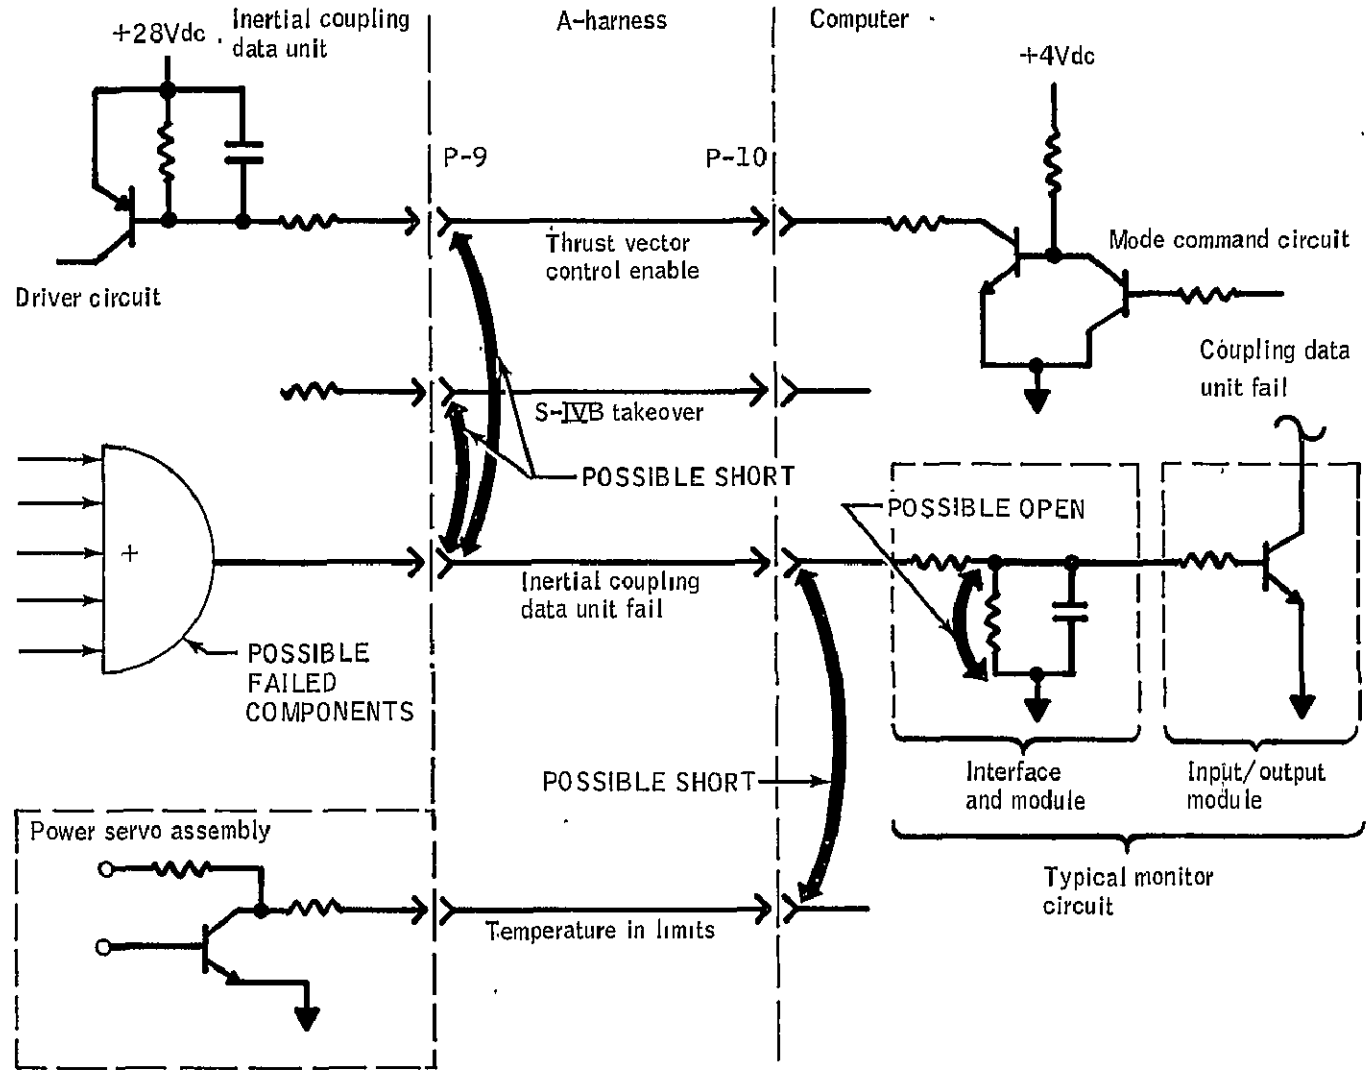 +28Vdc
Inertial coupling
data unit
A-harness
Computer
+4Vdc
P-9
P-10
Thrust vector
control enable
Mode command circuit
Driver circuit
Coupling data
unit fail
S-IVB takeover
POSSIBLE SHORT
POSSIBLE OPEN
+
Inertial coupling
data unit fail
POSSIBLE
FAILED
COMPONENTS
POSSIBLE SHORT
Interface
and module
Input/output
module
Power servo assembly
Typical monitor
circuit
Temperature in limits